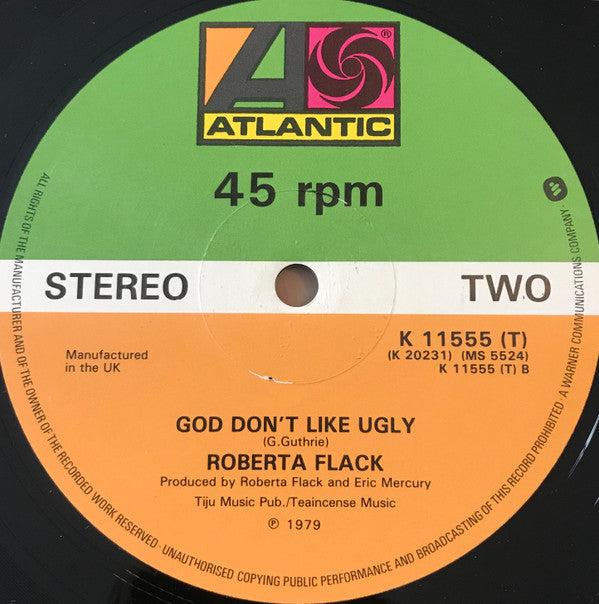 ATLANTIC
®
45 rpm
STEREO
TWO
Manufactured
in the UK
K 11555 (T)
(K 20231) (MS 5524)
K 11555 (T) B
GOD DON'T LIKE UGLY
(G.Guthrie)
ROBERTA FLACK
Produced by Roberta Flack and Eric Mercury
Tiju Music Pub./Teaincense Music
℗ 1979
ALL RIGHTS OF THE MANUFACTURER AND OF THE OWNER OF THE RECORDED WORK RESERVED · UNAUTHORISED COPYING PUBLIC PERFORMANCE AND BROADCASTING OF THIS RECORD PROHIBITED · A WARNER COMMUNICATIONS COMPANY ·